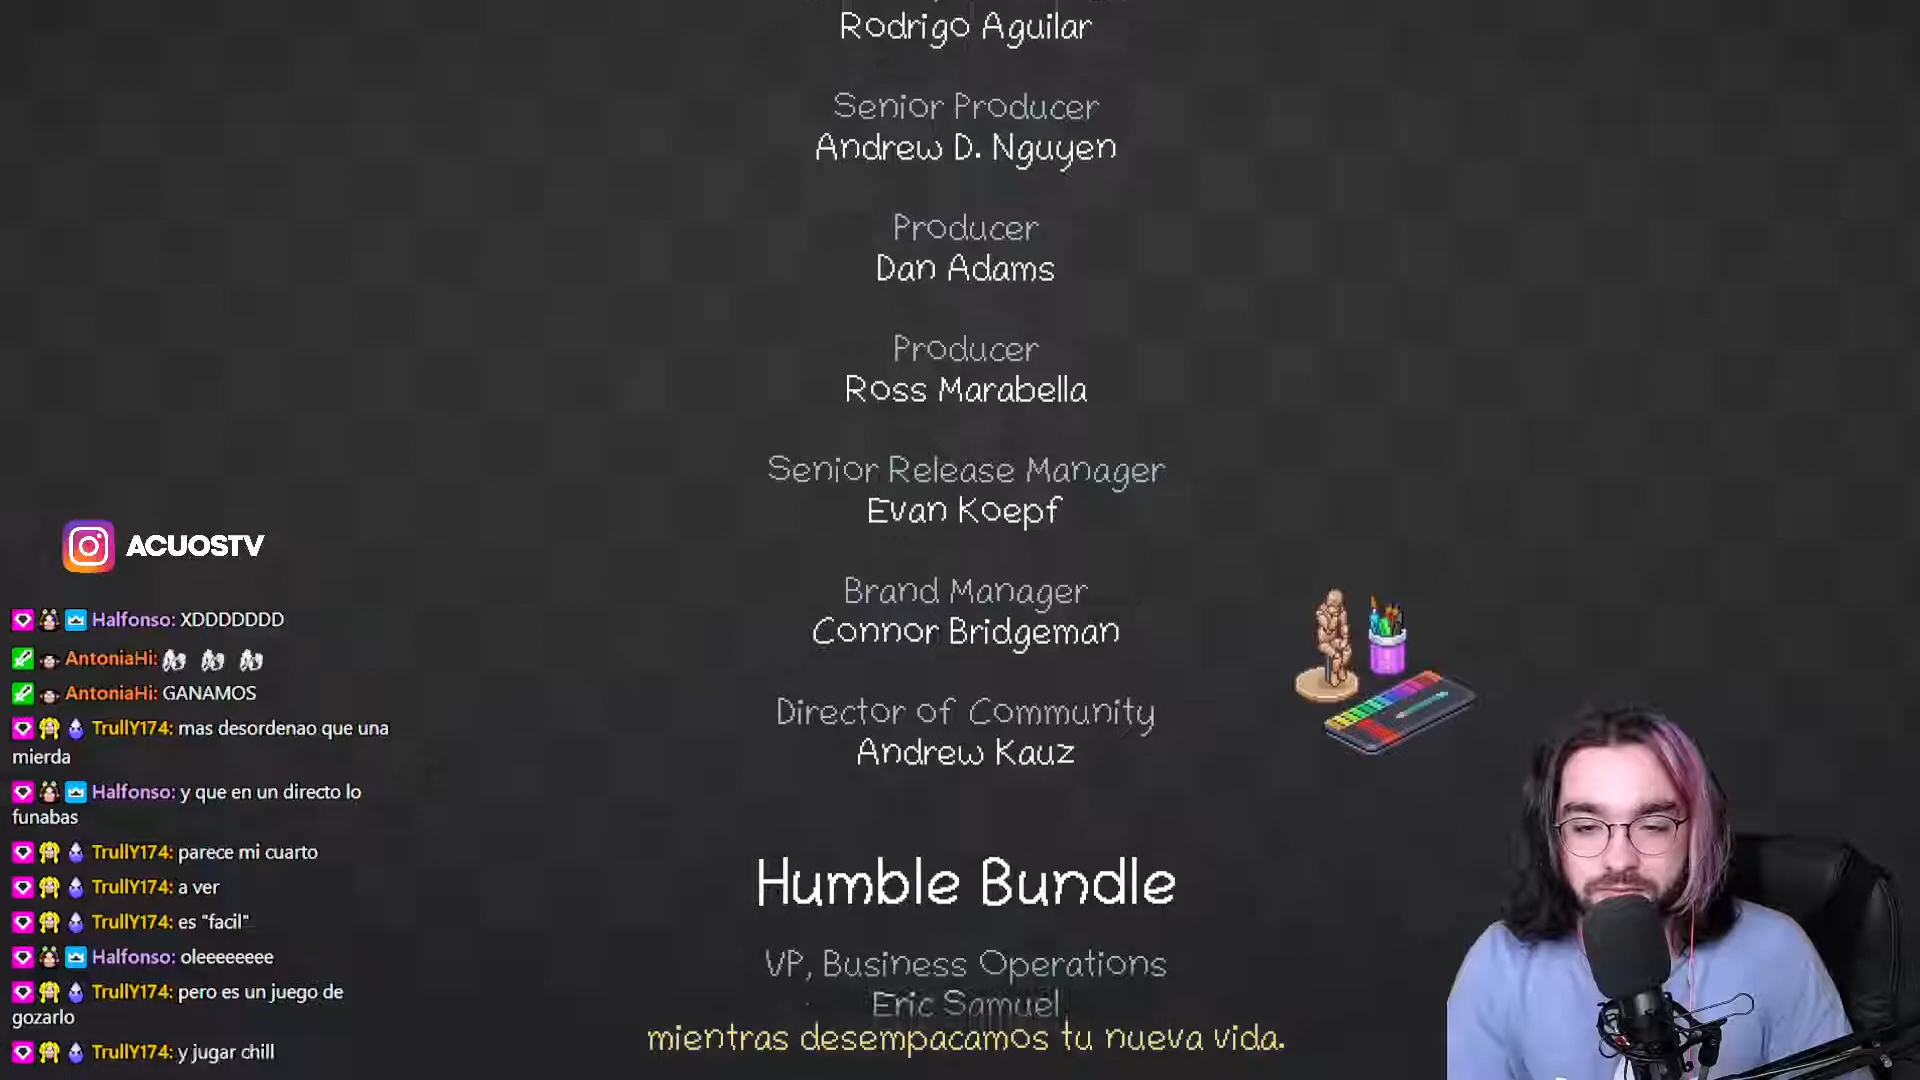 Rodrigo Aguilar
Senior Producer
Andrew D. Nguyen
Producer
Dan Adams
Producer
Ross Marabella
Senior Release Manager
Evan Koepf
Brand Manager
Connor Bridgeman
Director of Community
Andrew Kauz
Humble Bundle
VP, Business Operations
Eric Samuel
mientras desempacamos tu nueva vida.
ACUOSTV
Halfonso: XDDDDDDD
AntoniaHi:
AntoniaHi: GANAMOS
TrullY174: mas desordenao que una
mierda
Halfonso: y que en un directo lo
funabas
TrullY174: parece mi cuarto
TrullY174: a ver
TrullY174: es "facil"
Halfonso: oleeeeeeee
TrullY174: pero es un juego de
gozarlo
TrullY174: y jugar chill